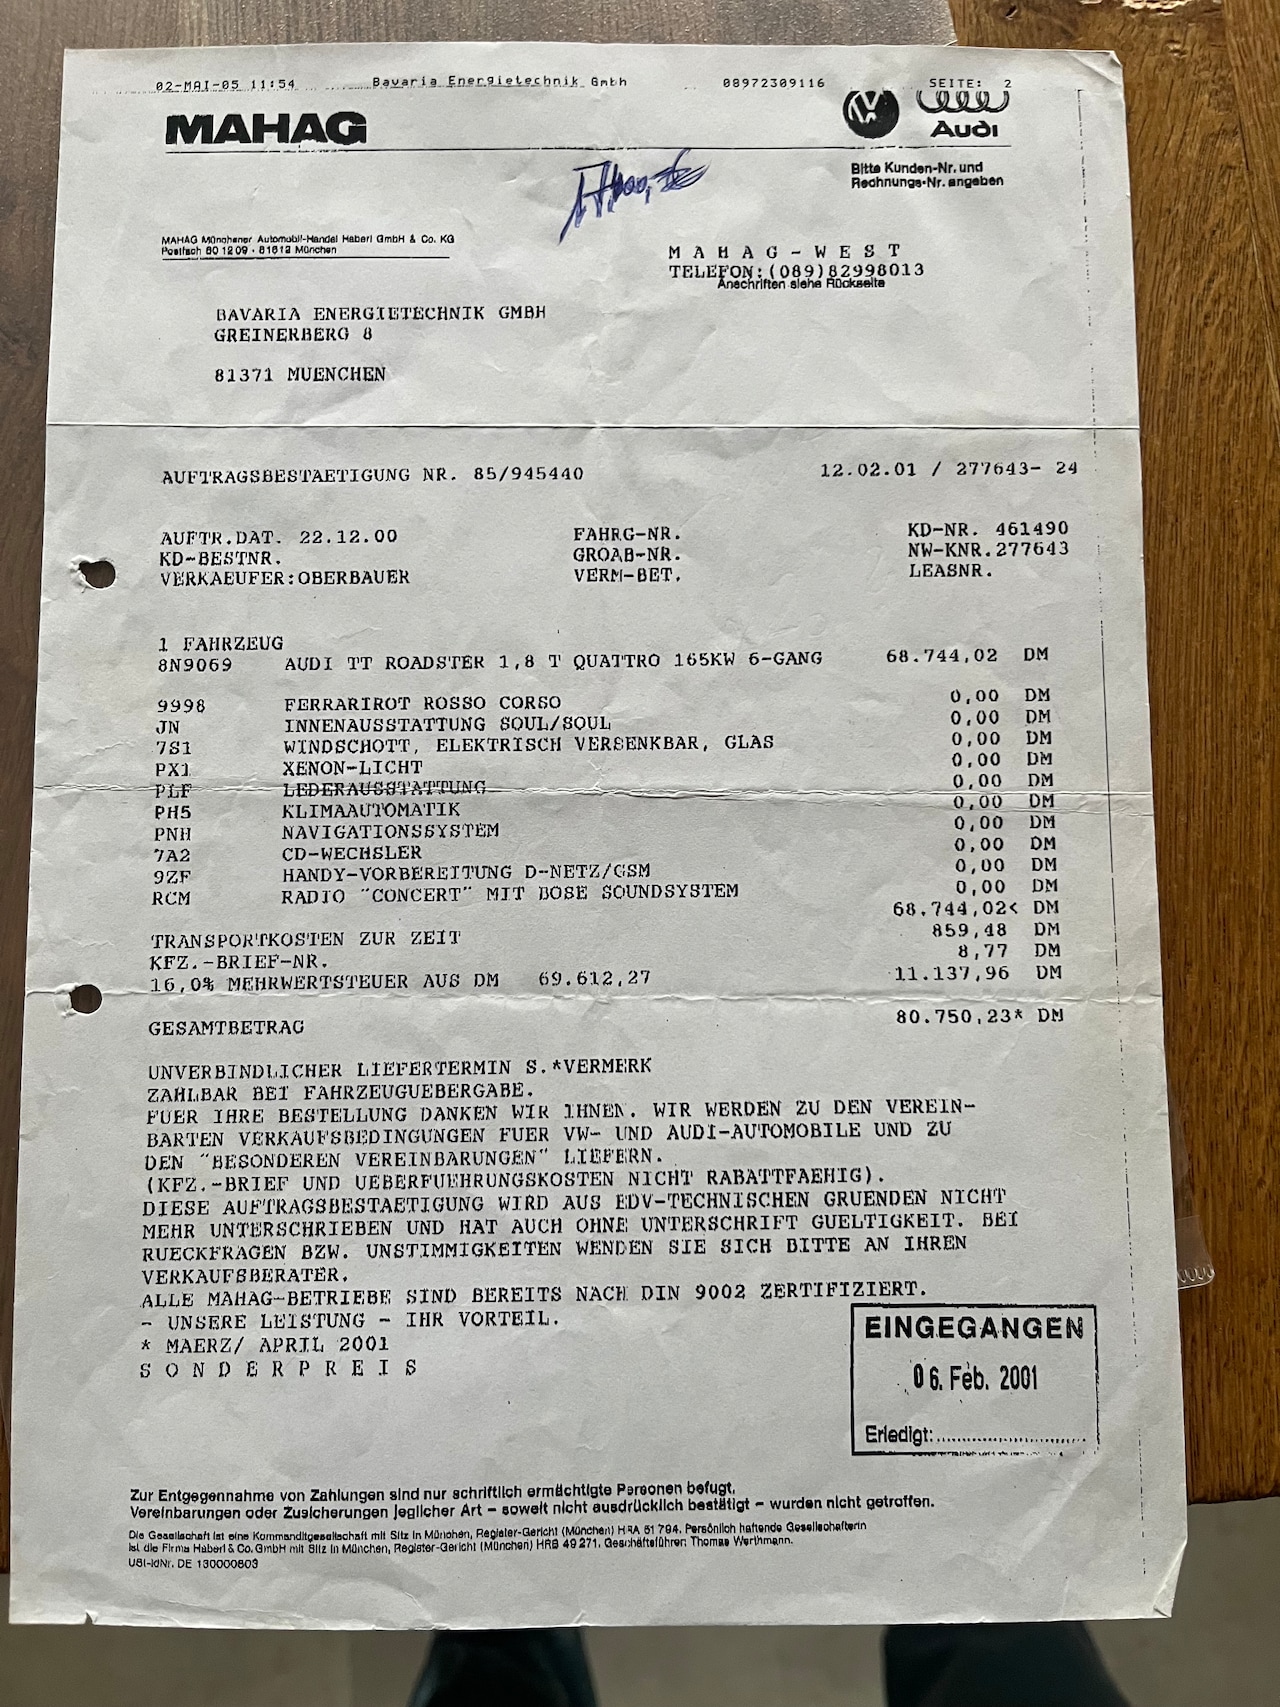 02-MAI-05 11:54 Bavaria Energietechnik Gmbh 08972309116 SEITE: 2
MAHAG
Audi
Bitte Kunden-Nr. und
Rechnungs-Nr. angeben
MAHAG Münchener Automobil-Handel Haberl GmbH & Co. KG
Postfach 80 12 09 · 81612 München
MAHAG-WEST
TELEFON:(089)82998013
Anschriften siehe Rückseite
BAVARIA ENERGIETECHNIK GMBH
GREINERBERG 8
81371 MUENCHEN
AUFTRAGSBESTAETIGUNG NR. 85/945440 12.02.01 / 277643- 24
AUFTR.DAT. 22.12.00 FAHRG-NR. KD-NR. 461490
KD-BESTNR. GROAB-NR. NW-KNR.277643
VERKAEUFER:OBERBAUER VERM-BET. LEASNR.
1 FAHRZEUG
8N9069 AUDI TT ROADSTER 1,8 T QUATTRO 165KW 6-GANG 68.744,02 DM
9998 FERRARIROT ROSSO CORSO 0,00 DM
JN INNENAUSSTATTUNG SOUL/SOUL 0,00 DM
7S1 WINDSCHOTT, ELEKTRISCH VERSENKBAR, GLAS 0,00 DM
PX1 XENON-LICHT 0,00 DM
PLF LEDERAUSSTATTUNG 0,00 DM
PH5 KLIMAAUTOMATIK 0,00 DM
PNH NAVIGATIONSSYSTEM 0,00 DM
7A2 CD-WECHSLER 0,00 DM
9ZF HANDY-VORBEREITUNG D-NETZ/GSM 0,00 DM
RCM RADIO "CONCERT" MIT BOSE SOUNDSYSTEM 0,00 DM
68.744,02< DM
TRANSPORTKOSTEN ZUR ZEIT 859,48 DM
KFZ.-BRIEF-NR. 8,77 DM
16,0% MEHRWERTSTEUER AUS DM 69.612,27 11.137,96 DM
GESAMTBETRAG 80.750,23* DM
UNVERBINDLICHER LIEFERTERMIN S.*VERMERK
ZAHLBAR BEI FAHRZEUGUEBERGABE.
FUER IHRE BESTELLUNG DANKEN WIR IHNEN. WIR WERDEN ZU DEN VEREIN-
BARTEN VERKAUFSBEDINGUNGEN FUER VW- UND AUDI-AUTOMOBILE UND ZU
DEN "BESONDEREN VEREINBARUNGEN" LIEFERN.
(KFZ.-BRIEF UND UEBERFUEHRUNGSKOSTEN NICHT RABATTFAEHIG).
DIESE AUFTRAGSBESTAETIGUNG WIRD AUS EDV-TECHNISCHEN GRUENDEN NICHT
MEHR UNTERSCHRIEBEN UND HAT AUCH OHNE UNTERSCHRIFT GUELTIGKEIT. BEI
RUECKFRAGEN BZW. UNSTIMMIGKEITEN WENDEN SIE SICH BITTE AN IHREN
VERKAUFSBERATER.
ALLE MAHAG-BETRIEBE SIND BEREITS NACH DIN 9002 ZERTIFIZIERT.
- UNSERE LEISTUNG - IHR VORTEIL.
* MAERZ/ APRIL 2001
SONDERPREIS
EINGEGANGEN
06. Feb. 2001
Erledigt:
Zur Entgegennahme von Zahlungen sind nur schriftlich ermächtigte Personen befugt.
Vereinbarungen oder Zusicherungen jeglicher Art – soweit nicht ausdrücklich bestätigt – wurden nicht getroffen.
Die Gesellschaft ist eine Kommanditgesellschaft mit Sitz in München, Register-Gericht (München) HRA 51 794. Persönlich haftende Gesellschafterin
ist die Firma Haberl & Co. GmbH mit Sitz in München, Register-Gericht (München) HRB 49 271. Geschäftsführer: Thomas Werthmann.
USt-IdNr. DE 130000803